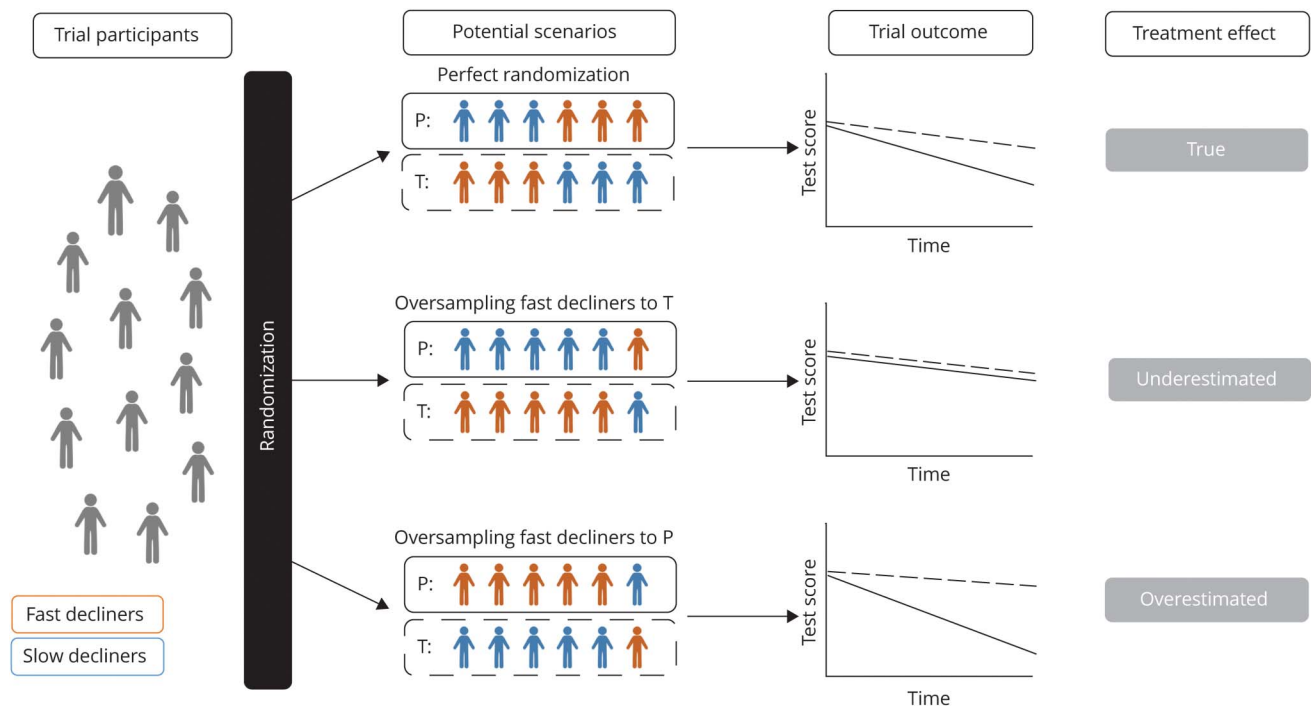 Trial participants
Potential scenarios
Trial outcome
Treatment effect
Randomization
Perfect randomization
P:
T:
Test score
Time
True
Oversampling fast decliners to T
P:
T:
Test score
Time
Underestimated
Oversampling fast decliners to P
P:
T:
Test score
Time
Overestimated
Fast decliners
Slow decliners